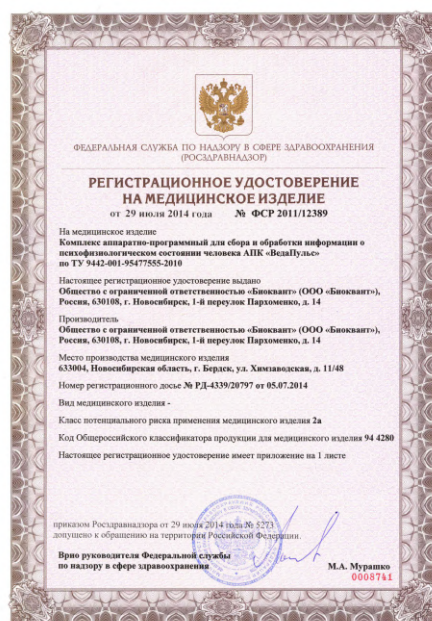 ФЕДЕРАЛЬНАЯ СЛУЖБА ПО НАДЗОРУ В СФЕРЕ ЗДРАВООХРАНЕНИЯ
(РОСЗДРАВНАДЗОР)
РЕГИСТРАЦИОННОЕ УДОСТОВЕРЕНИЕ
НА МЕДИЦИНСКОЕ ИЗДЕЛИЕ
от 29 июля 2014 года № ФСР 2011/12389
На медицинское изделие
Комплекс аппаратно-программный для сбора и обработки информации о
психофизиологическом состоянии человека АПК «ВедаПульс»
по ТУ 9442-001-95477555-2010
Настоящее регистрационное удостоверение выдано
Общество с ограниченной ответственностью «Биоквант» (ООО «Биоквант»),
Россия, 630108, г. Новосибирск, 1-й переулок Пархоменко, д. 14
Производитель
Общество с ограниченной ответственностью «Биоквант» (ООО «Биоквант»),
Россия, 630108, г. Новосибирск, 1-й переулок Пархоменко, д. 14
Место производства медицинского изделия
633004, Новосибирская область, г. Бердск, ул. Химзаводская, д. 11/48
Номер регистрационного досье № РД-4339/20797 от 05.07.2014
Вид медицинского изделия -
Класс потенциального риска применения медицинского изделия 2а
Код Общероссийского классификатора продукции для медицинского изделия 94 4280
Настоящее регистрационное удостоверение имеет приложение на 1 листе
приказом Росздравнадзора от 29 июля 2014 года № 5273
допущено к обращению на территории Российской Федерации.
Врио руководителя Федеральной службы
по надзору в сфере здравоохранения
М.А. Мурашко
0008741